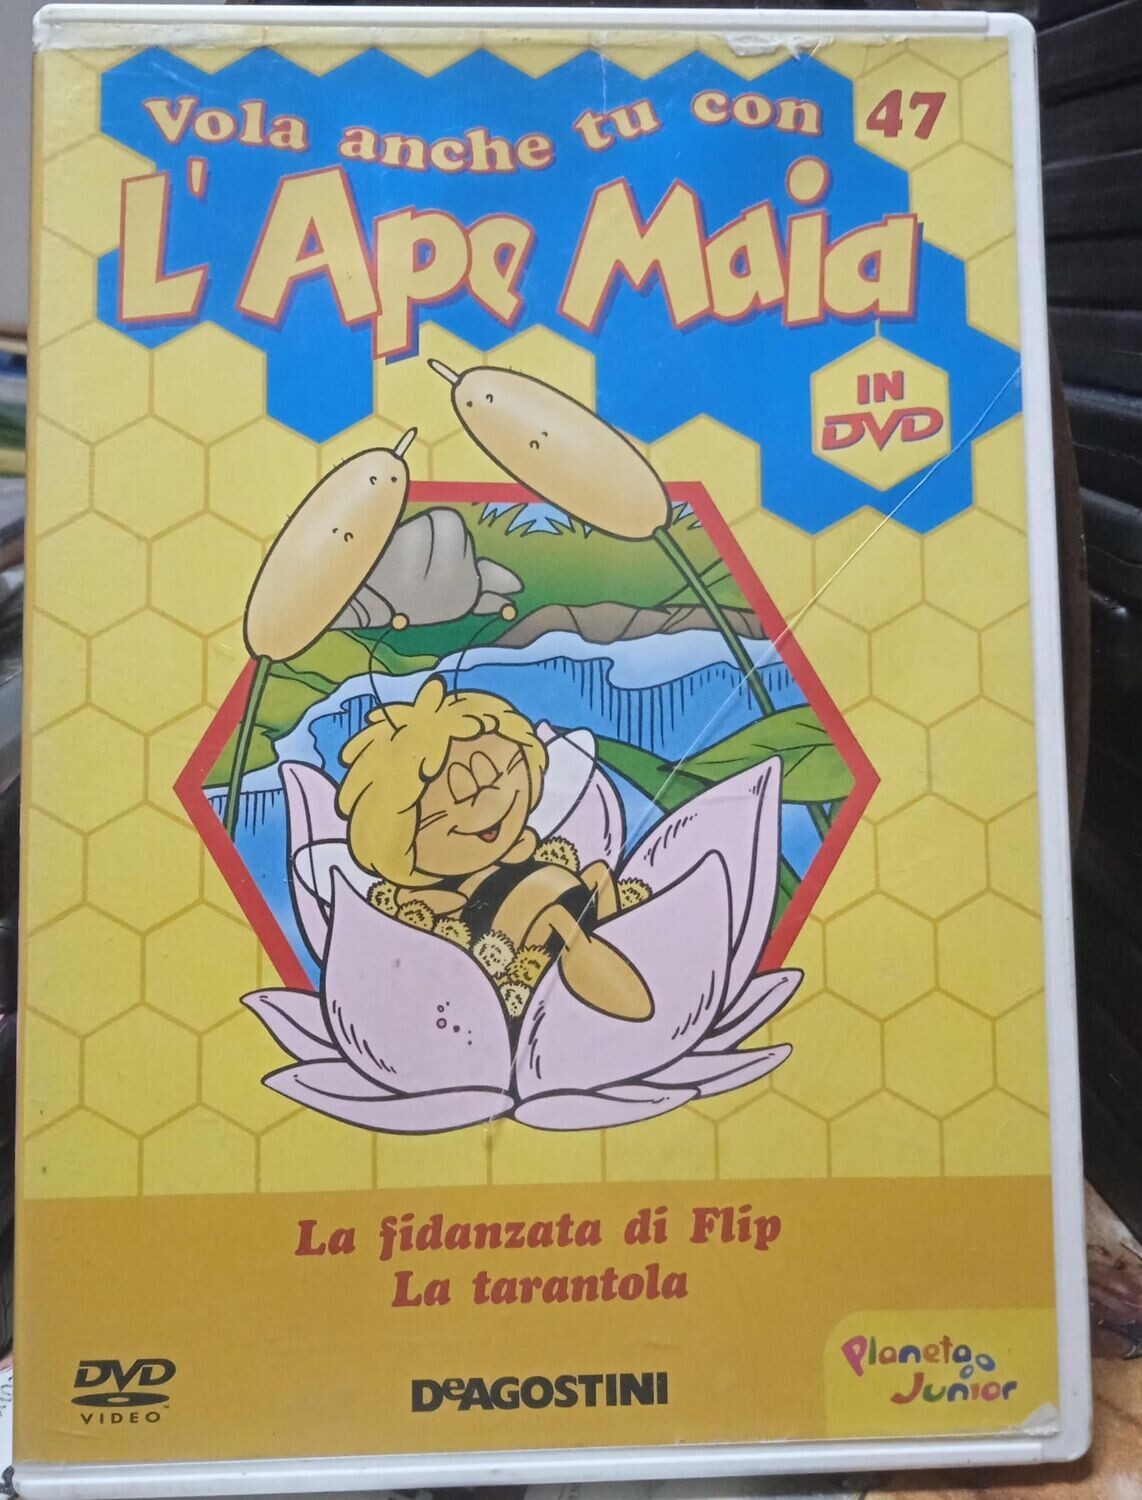 Vola anche tu con
47
L'Ape Maia
IN
DVD
La fidanzata di Flip
La tarantola
DVD
VIDEO™
DeAGOSTINI
Planeta
Junior